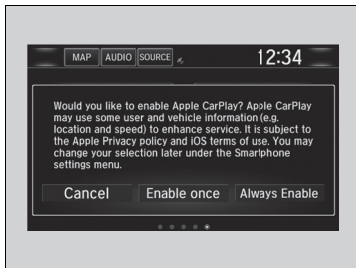 MAP AUDIO SOURCE 12:34
Would you like to enable Apple CarPlay? Apple CarPlay
may use some user and vehicle information (e.g.
location and speed) to enhance service. It is subject to
the Apple Privacy policy and iOS terms of use. You may
change your selection later under the Smartphone
settings menu.
Cancel Enable once Always Enable